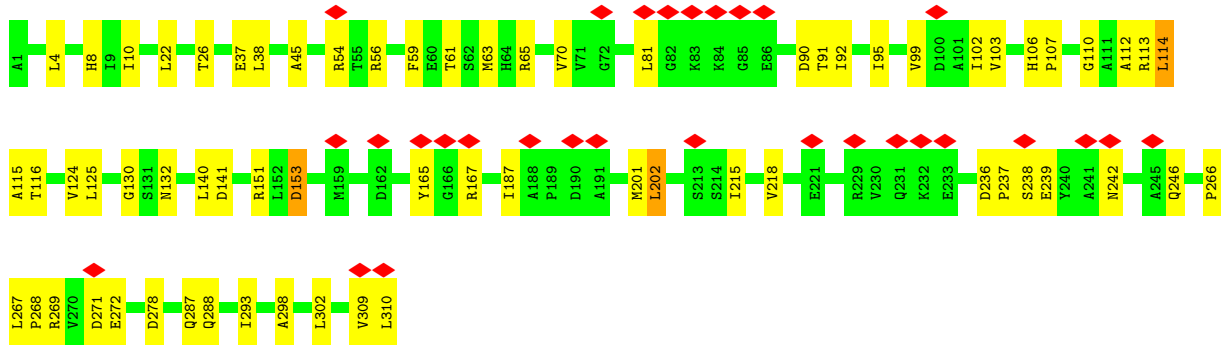 A1 L4 H8 I9 I10 L22 T26 E37 L38 A45 R54 T55 R56 F59 E60 T61 S62 M63 H64 R65 V70 V71 G72 L81 G82 K83 K84 G85 E86 D90 T91 I92 I95 V99 D100 A101 I102 V103 H106 P107 G110 A111 A112 R113 L114
A115 T116 V124 L125 G130 S131 N132 L140 D141 R151 L152 D153 M159 D162 Y165 G166 R167 I187 A188 P189 D190 A191 M201 L202 S213 S214 I215 V218 E221 R229 V230 Q231 K232 E233 D236 P237 S238 E239 Y240 A241 N242 A245 Q246 P266
L267 P268 R269 V270 D271 E272 D278 Q287 Q288 I293 A298 L302 V309 L310